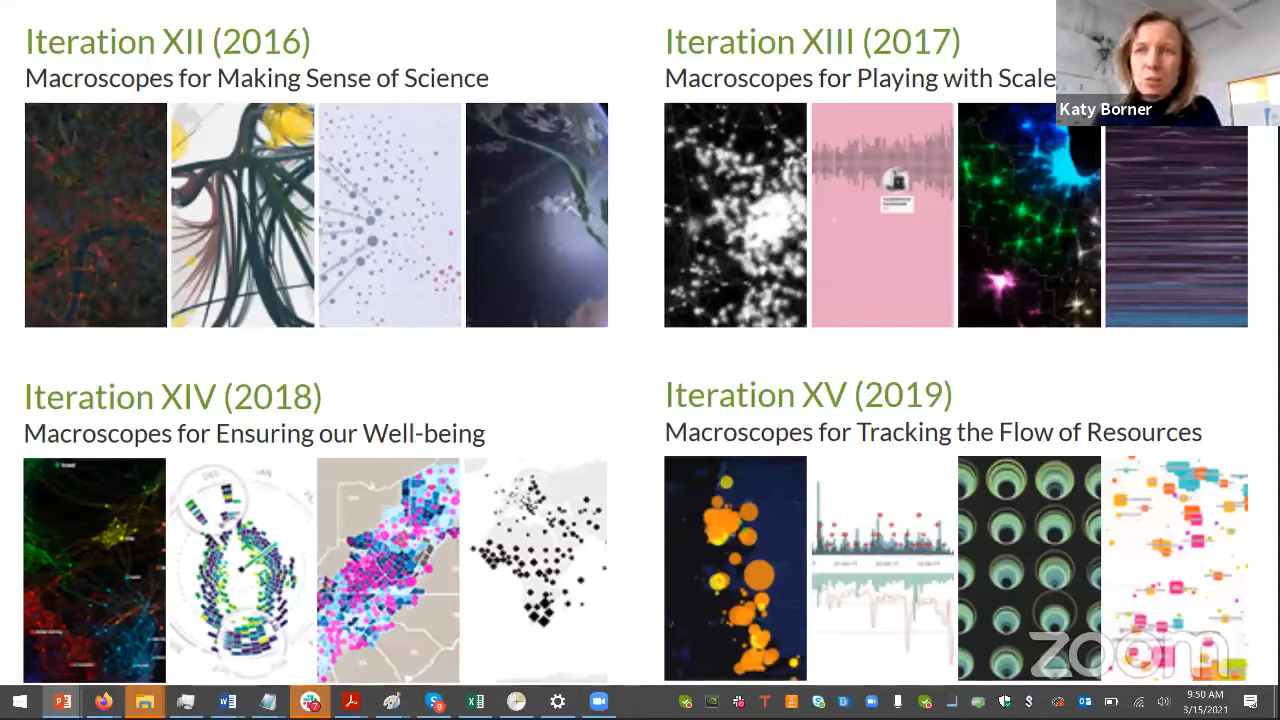 Iteration XII (2016)
Macroscopes for Making Sense of Science
Iteration XIII (2017)
Macroscopes for Playing with Scale
Katy Borner
Iteration XIV (2018)
Macroscopes for Ensuring our Well-being
Iteration XV (2019)
Macroscopes for Tracking the Flow of Resources
DEC
JAN
zoom
9:50 AM
3/15/2021